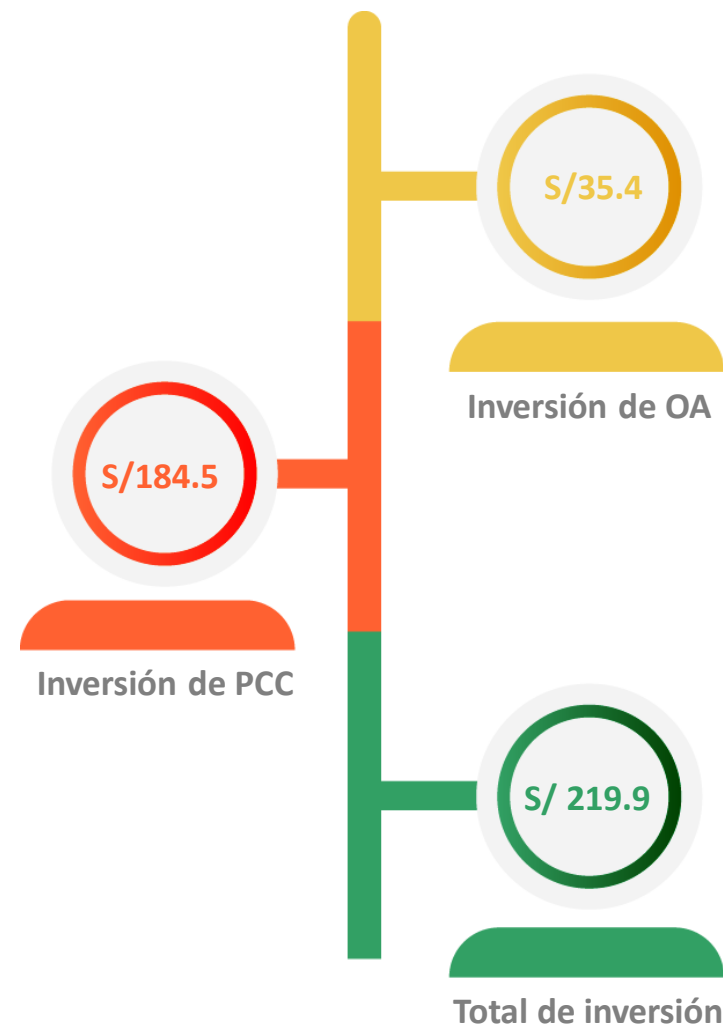 S/35.4
Inversión de OA
S/184.5
Inversión de PCC
S/ 219.9
Total de inversión